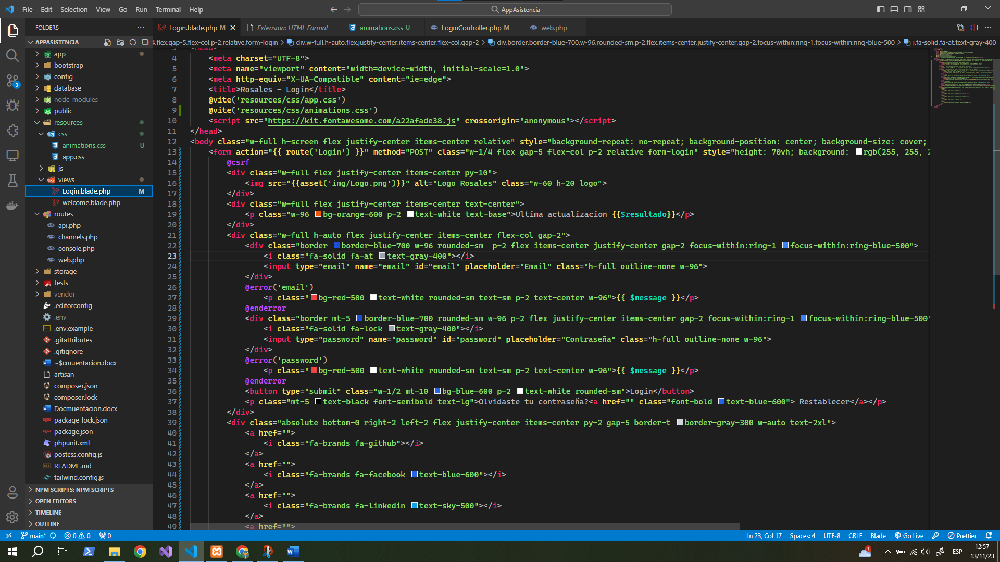 File Edit Selection View Go Run Terminal Help
AppAsistencia
FOLDERS
Login.blade.php M
Extension: HTML Format
animations.css U
LoginController.php M
web.php
4.flex.gap-5.flex-col.p-2.relative.form-login > div.w-full.h-auto.flex.justify-center.items-center.flex-col.gap-2 > div.border.border-blue-700.w-96.rounded-sm.p-2.flex.items-center.justify-center.gap-2.focus-within:ring-1.focus-within:ring-blue-500 > i.fa-solid.fa-at.text-gray-400
APPASISTENCIA
app
bootstrap
config
database
node_modules
public
resources
css
animations.css U
app.css
js
views
Login.blade.php M
welcome.blade.php
routes
api.php
channels.php
console.php
web.php
storage
tests
vendor
.editorconfig
.env
.env.example
.gitattributes
.gitignore
~$cmuentacion.docx
artisan
composer.json
composer.lock
Docmuentacion.docx
package-lock.json
package.json
phpunit.xml
postcss.config.js
README.md
tailwind.config.js
NPM SCRIPTS: NPM SCRIPTS
OPEN EDITORS
TIMELINE
OUTLINE
3
3 <head>
4 <meta charset="UTF-8">
5 <meta name="viewport" content="width=device-width, initial-scale=1.0">
6 <meta http-equiv="X-UA-Compatible" content="ie=edge">
7 <title>Rosales - Login</title>
8 @vite('resources/css/app.css')
9 @vite('resources/css/animations.css')
10 <script src="https://kit.fontawesome.com/a22afade38.js" crossorigin="anonymous"></script>
11 </head>
12 <body class="w-full h-screen flex justify-center items-center relative" style="background-repeat: no-repeat; background-position: center; background-size: cover;
13 <form action="{{ route('Login') }}" method="POST" class="w-1/4 flex gap-5 flex-col p-2 relative form-login" style="height: 70vh; background: rgb(255, 255, 2
14 @csrf
15 <div class="w-full flex justify-center items-center py-10">
16 <img src="{{asset('img/Logo.png')}}" alt="Logo Rosales" class="w-60 h-20 logo">
17 </div>
18 <div class="w-full flex justify-center items-center text-center">
19 <p class="w-96 bg-orange-600 p-2 text-white text-base">Ultima actualizacion {{$resultado}}</p>
20 </div>
21 <div class="w-full h-auto flex justify-center items-center flex-col gap-2">
22 <div class="border border-blue-700 w-96 rounded-sm  p-2 flex items-center justify-center gap-2 focus-within:ring-1 focus-within:ring-blue-500">
23 <i class="fa-solid fa-at text-gray-400"></i>
24 <input type="email" name="email" id="email" placeholder="Email" class="h-full outline-none w-96">
25 </div>
26 @error('email')
27 <p class="bg-red-500 text-white rounded-sm text-sm p-2 text-center w-96">{{ $message }}</p>
28 @enderror
29 <div class="border mt-5 border-blue-700 rounded-sm w-96 p-2 flex justify-center items-center gap-2 focus-within:ring-1 focus-within:ring-blue-500"
30 <i class="fa-solid fa-lock text-gray-400"></i>
31 <input type="password" name="password" id="password" placeholder="Contraseña" class="h-full outline-none w-96">
32 </div>
33 @error('password')
34 <p class="bg-red-500 text-white rounded-sm text-sm p-2 text-center w-96">{{ $message }}</p>
35 @enderror
36 <button type="submit" class="w-1/2 mt-10 bg-blue-600 p-2 text-white rounded-sm">Login</button>
37 <p class="mt-5 text-black font-semibold text-lg">Olvidaste tu contraseña?<a href="" class="font-bold text-blue-600"> Restablecer</a></p>
38 </div>
39 <div class="absolute bottom-0 right-2 left-2 flex justify-center items-center py-2 gap-5 border-t border-gray-300 w-auto text-2xl">
40 <a href="">
41 <i class="fa-brands fa-github"></i>
42 </a>
43 <a href="">
44 <i class="fa-brands fa-facebook text-blue-600"></i>
45 </a>
46 <a href="">
47 <i class="fa-brands fa-linkedin text-sky-500"></i>
48 </a>
49 <a href="">
main* 0 0 0
Ln 23, Col 17 Spaces: 4 UTF-8 CRLF Blade Go Live Prettier
1
ESP
12:57
13/11/23